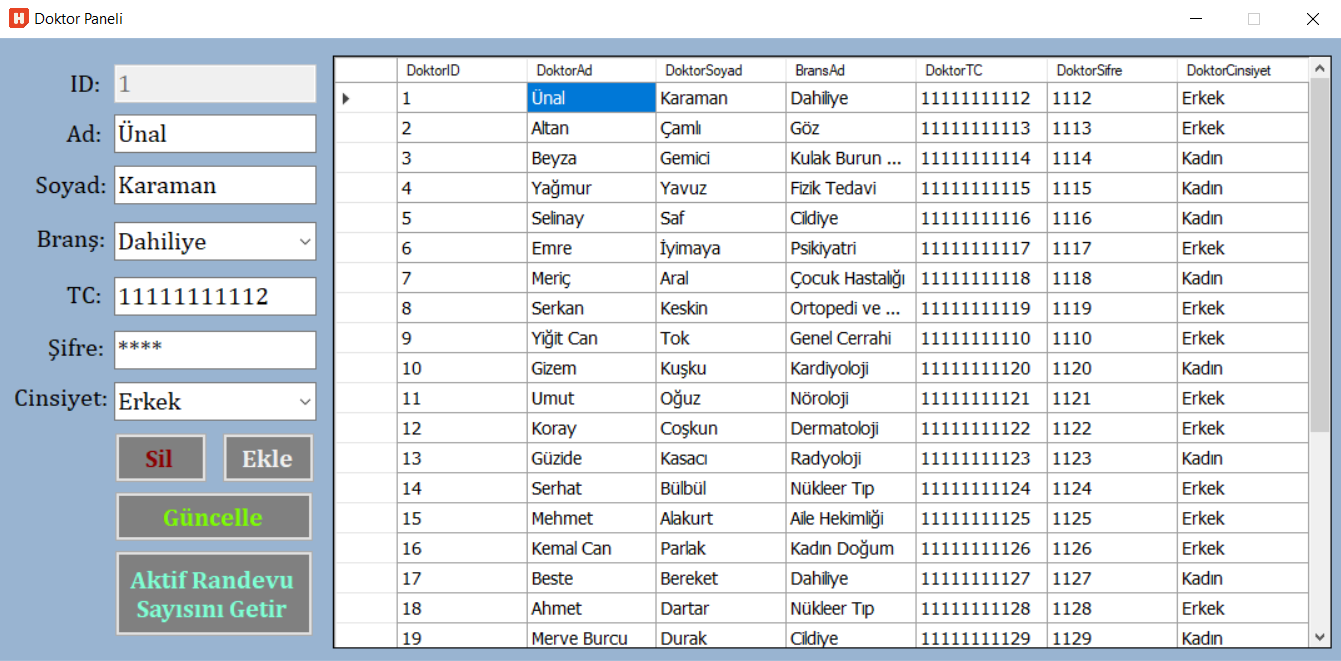 Doktor Paneli
ID: 1
Ad: Ünal
Soyad: Karaman
Branş: Dahiliye
TC: 11111111112
Şifre: ****
Cinsiyet: Erkek
Sil Ekle
Güncelle
Aktif Randevu
Sayısını Getir
DoktorID DoktorAd DoktorSoyad BransAd DoktorTC DoktorSifre DoktorCinsiyet
1 Ünal Karaman Dahiliye 11111111112 1112 Erkek
2 Altan Çamlı Göz 11111111113 1113 Erkek
3 Beyza Gemici Kulak Burun ... 11111111114 1114 Kadın
4 Yağmur Yavuz Fizik Tedavi 11111111115 1115 Kadın
5 Selinay Saf Cildiye 11111111116 1116 Kadın
6 Emre İyimaya Psikiyatri 11111111117 1117 Erkek
7 Meriç Aral Çocuk Hastalığı 11111111118 1118 Kadın
8 Serkan Keskin Ortopedi ve ... 11111111119 1119 Erkek
9 Yiğit Can Tok Genel Cerrahi 11111111110 1110 Erkek
10 Gizem Kuşku Kardiyoloji 11111111120 1120 Kadın
11 Umut Oğuz Nöroloji 11111111121 1121 Erkek
12 Koray Coşkun Dermatoloji 11111111122 1122 Erkek
13 Güzide Kasacı Radyoloji 11111111123 1123 Kadın
14 Serhat Bülbül Nükleer Tıp 11111111124 1124 Erkek
15 Mehmet Alakurt Aile Hekimliği 11111111125 1125 Erkek
16 Kemal Can Parlak Kadın Doğum 11111111126 1126 Erkek
17 Beste Bereket Dahiliye 11111111127 1127 Kadın
18 Ahmet Dartar Nükleer Tıp 11111111128 1128 Erkek
19 Merve Burcu Durak Cildiye 11111111129 1129 Kadın